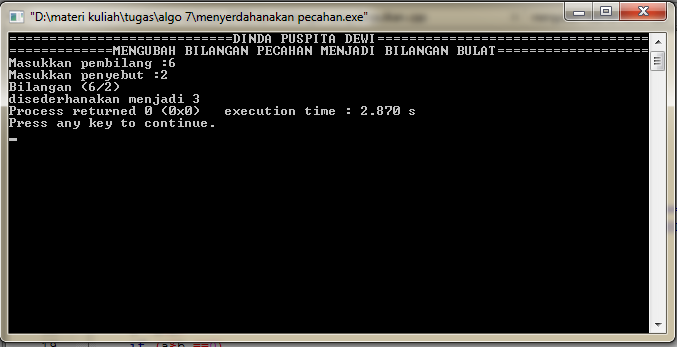 "D:\materi kuliah\tugas\algo 7\menyerdahanakan pecahan.exe"
============================DINDA PUSPITA DEWI==================================
=============MENGUBAH BILANGAN PECAHAN MENJADI BILANGAN BULAT===================
Masukkan pembilang :6
Masukkan penyebut :2
Bilangan (6/2)
disederhanakan menjadi 3
Process returned 0 (0x0)   execution time : 2.870 s
Press any key to continue.